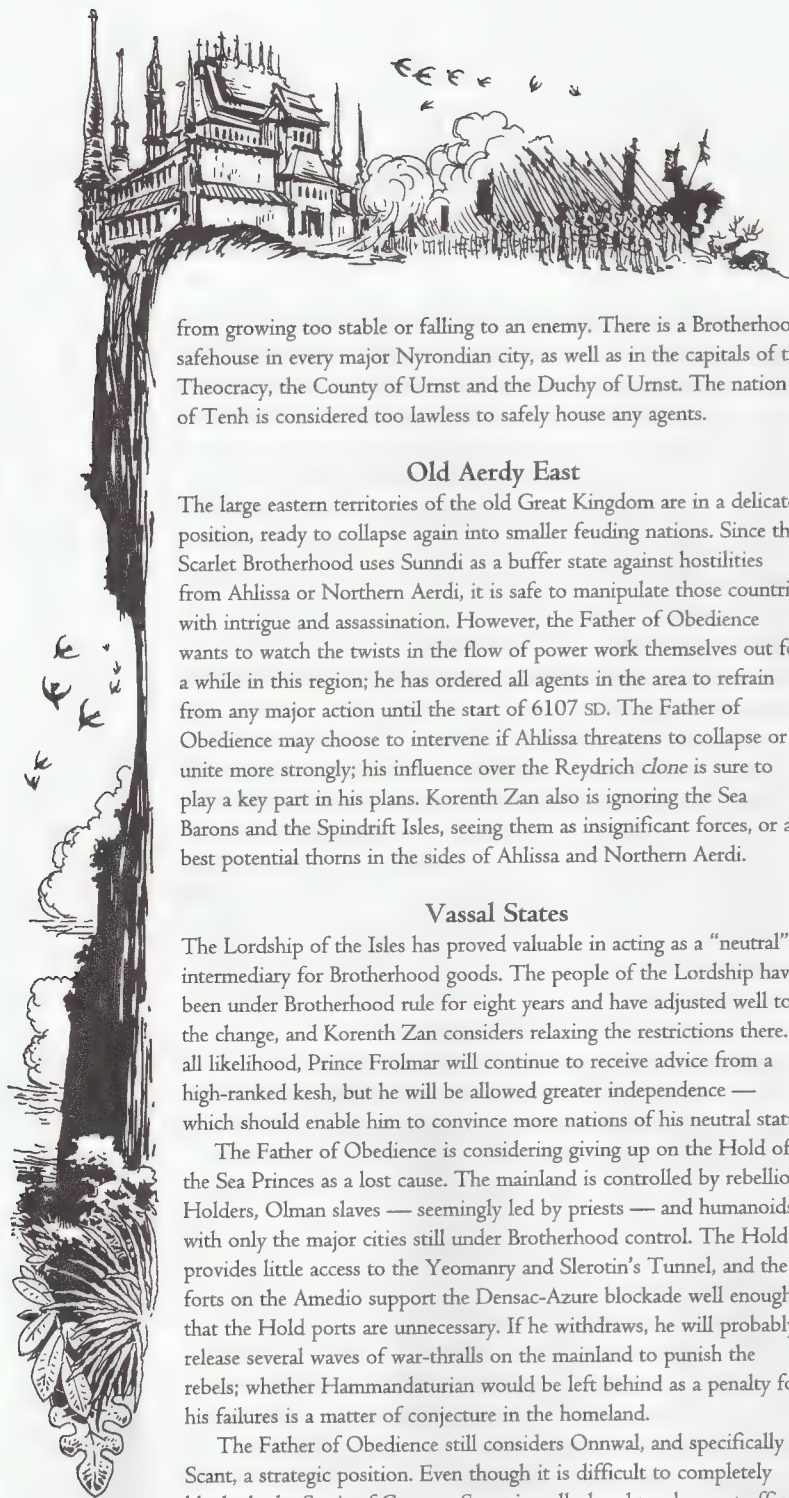 from growing too stable or falling to an enemy. There is a Brotherhoo
safehouse in every major Nyrondian city, as well as in the capitals of t
Theocracy, the County of Urnst and the Duchy of Urnst. The nation
of Tenh is considered too lawless to safely house any agents.
Old Aerdy East
The large eastern territories of the old Great Kingdom are in a delicat
position, ready to collapse again into smaller feuding nations. Since th
Scarlet Brotherhood uses Sunndi as a buffer state against hostilities
from Ahlissa or Northern Aerdi, it is safe to manipulate those countri
with intrigue and assassination. However, the Father of Obedience
wants to watch the twists in the flow of power work themselves out f
a while in this region; he has ordered all agents in the area to refrain
from any major action until the start of 6107 SD. The Father of
Obedience may choose to intervene if Ahlissa threatens to collapse or
unite more strongly; his influence over the Reydrich clone is sure to
play a key part in his plans. Korenth Zan also is ignoring the Sea
Barons and the Spindrift Isles, seeing them as insignificant forces, or a
best potential thorns in the sides of Ahlissa and Northern Aerdi.
Vassal States
The Lordship of the Isles has proved valuable in acting as a “neutral”
intermediary for Brotherhood goods. The people of the Lordship hav
been under Brotherhood rule for eight years and have adjusted well to
the change, and Korenth Zan considers relaxing the restrictions there.
all likelihood, Prince Frolmar will continue to receive advice from a
high-ranked kesh, but he will be allowed greater independence —
which should enable him to convince more nations of his neutral stat
The Father of Obedience is considering giving up on the Hold of
the Sea Princes as a lost cause. The mainland is controlled by rebellio
Holders, Olman slaves — seemingly led by priests — and humanoids
with only the major cities still under Brotherhood control. The Hold
provides little access to the Yeomanry and Slerotin’s Tunnel, and the
forts on the Amedio support the Densac-Azure blockade well enough
that the Hold ports are unnecessary. If he withdraws, he will probably
release several waves of war-thralls on the mainland to punish the
rebels; whether Hammandaturian would be left behind as a penalty fo
his failures is a matter of conjecture in the homeland.
The Father of Obedience still considers Onnwal, and specifically
Scant, a strategic position. Even though it is difficult to completely